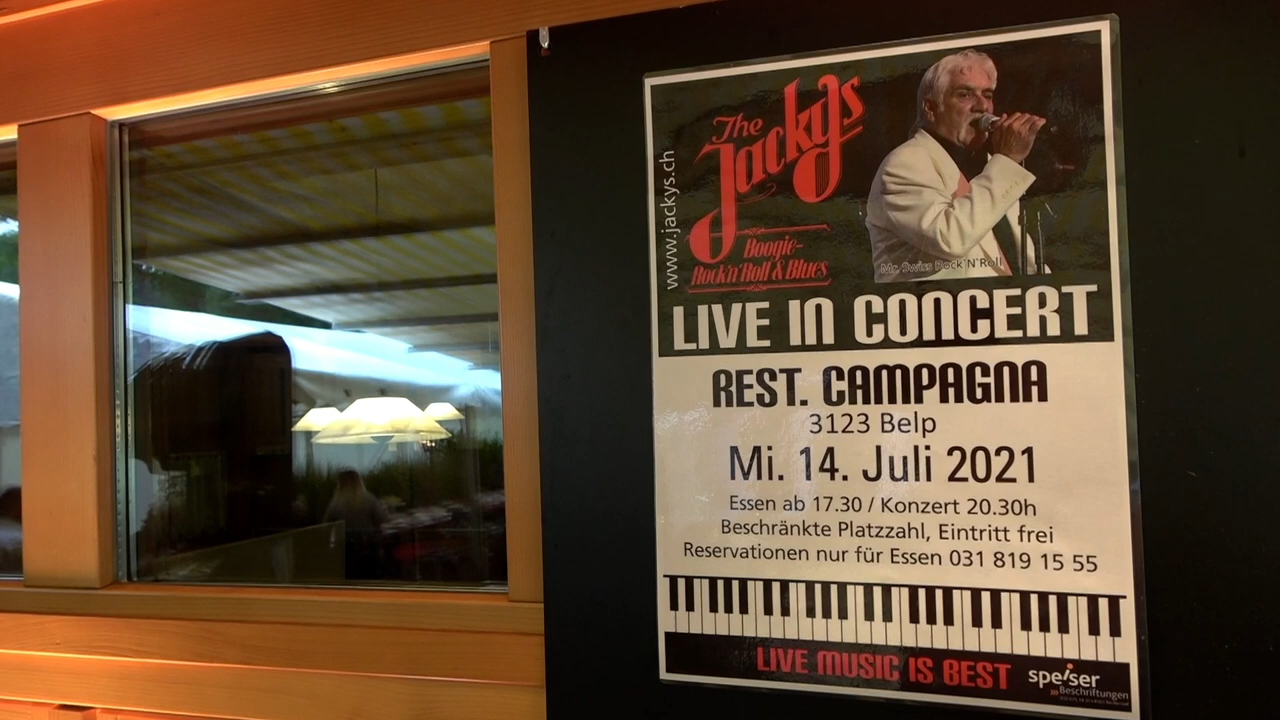 The
Jackys
www.jackys.ch
Boogie-
Rock'n'Roll & Blues
Mr. Swiss Rock`N`Roll
LIVE IN CONCERT
REST. CAMPAGNA
3123 Belp
Mi. 14. Juli 2021
Essen ab 17.30 / Konzert 20.30h
Beschränkte Platzzahl, Eintritt frei
Reservationen nur für Essen 031 819 15 55
LIVE MUSIC IS BEST
speiser
Beschriftungen